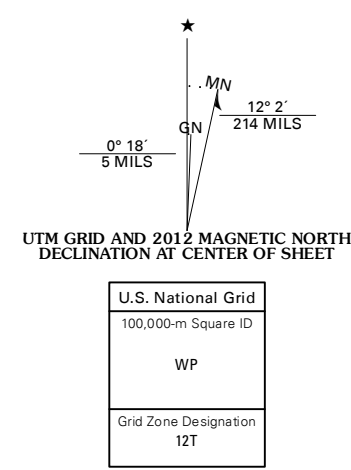 ★
MN
GN
12° 2´
214 MILS
0° 18´
5 MILS
UTM GRID AND 2012 MAGNETIC NORTH
DECLINATION AT CENTER OF SHEET
U.S. National Grid
100,000-m Square ID
WP
Grid Zone Designation
12T